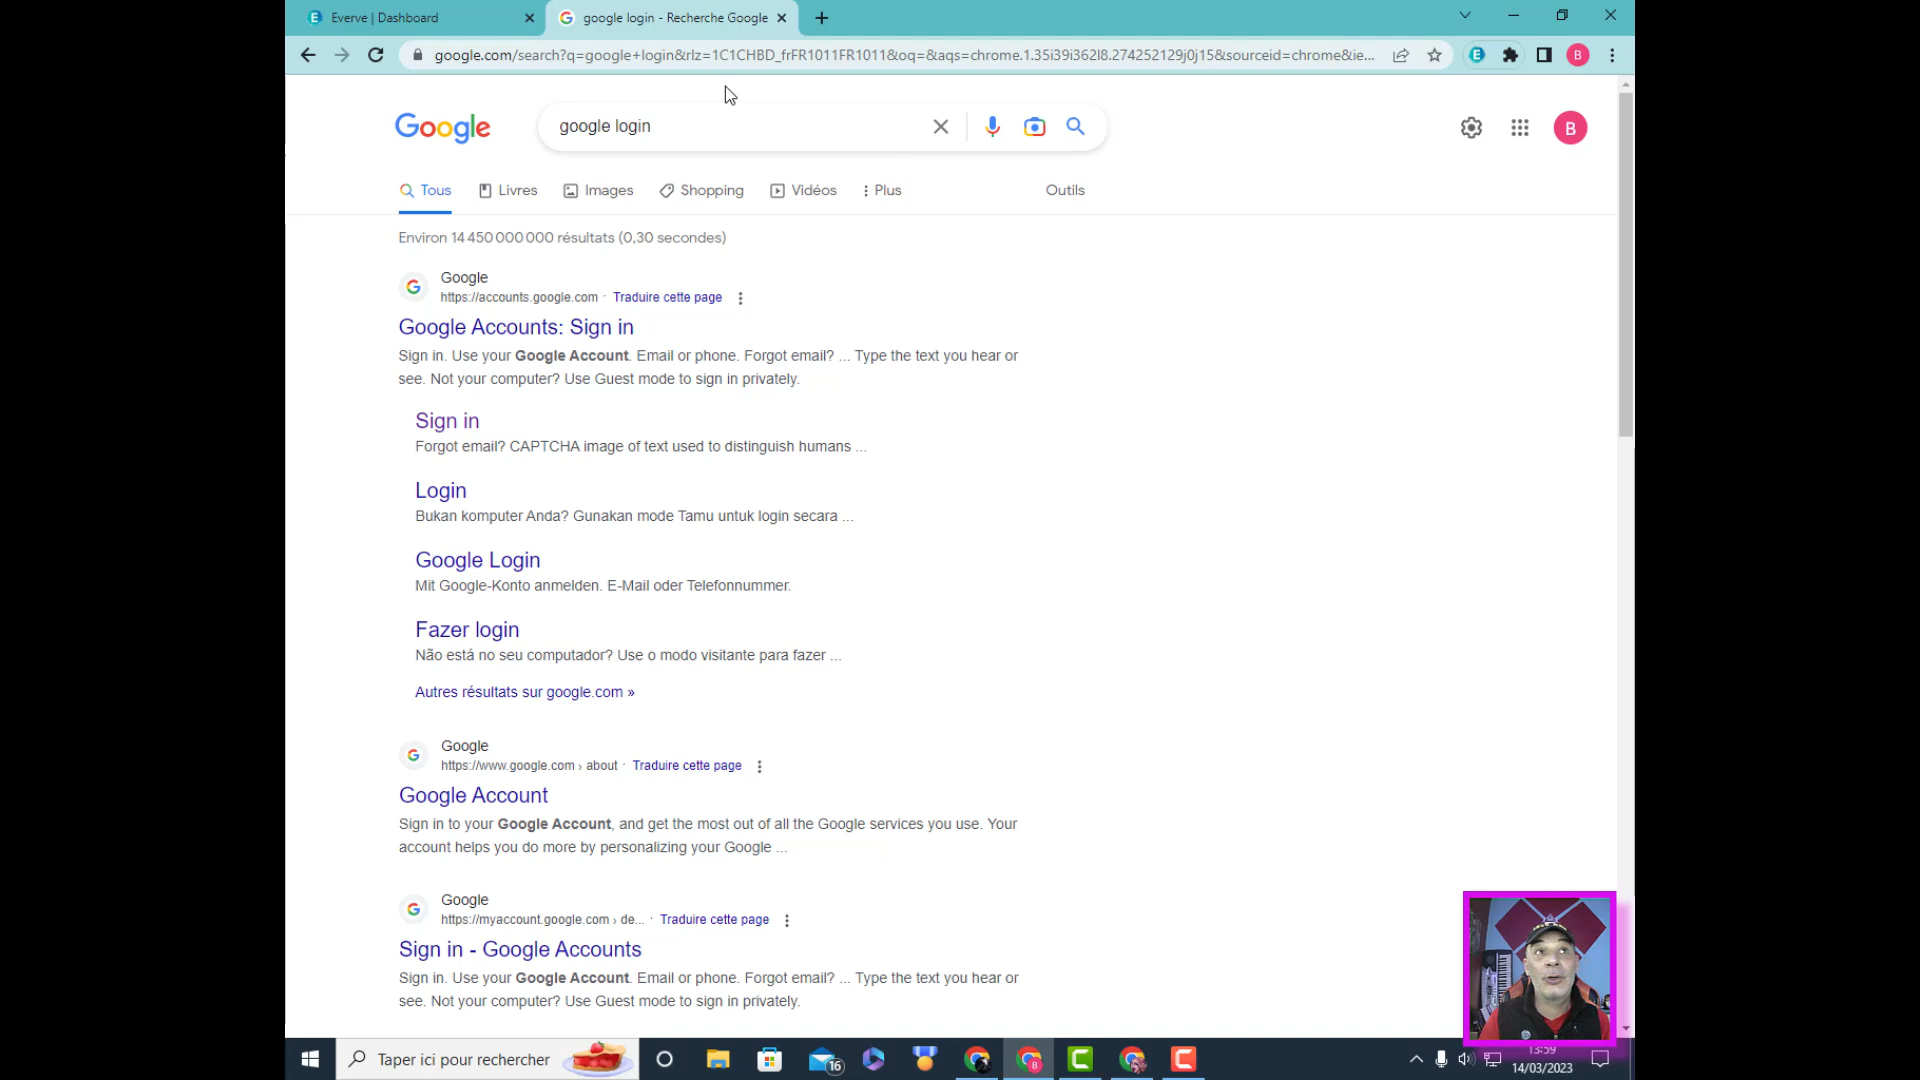 Everve | Dashboard
google login - Recherche Google
google.com/search?q=google+login&rlz=1C1CHBD_frFR1011FR1011&oq=&aqs=chrome.1.35i39i362l8.274252129j0j15&sourceid=chrome&ie...
B
Google
google login
B
Tous
Livres
Images
Shopping
Vidéos
Plus
Outils
Environ 14 450 000 000 résultats (0,30 secondes)
Google
https://accounts.google.com · Traduire cette page
Google Accounts: Sign in
Sign in. Use your Google Account. Email or phone. Forgot email? ... Type the text you hear or
see. Not your computer? Use Guest mode to sign in privately.
Sign in
Forgot email? CAPTCHA image of text used to distinguish humans ...
Login
Bukan komputer Anda? Gunakan mode Tamu untuk login secara ...
Google Login
Mit Google-Konto anmelden. E-Mail oder Telefonnummer.
Fazer login
Não está no seu computador? Use o modo visitante para fazer ...
Autres résultats sur google.com »
Google
https://www.google.com › about · Traduire cette page
Google Account
Sign in to your Google Account, and get the most out of all the Google services you use. Your
account helps you do more by personalizing your Google ...
Google
https://myaccount.google.com › de... · Traduire cette page
Sign in - Google Accounts
Sign in. Use your Google Account. Email or phone. Forgot email? ... Type the text you hear or
see. Not your computer? Use Guest mode to sign in privately.
Taper ici pour rechercher
16
13:59
14/03/2023